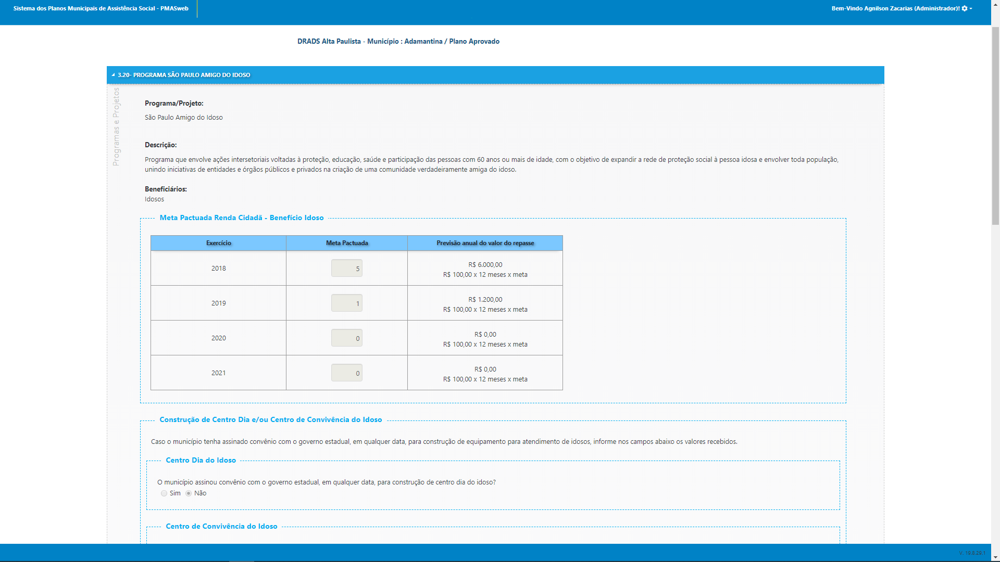 Sistema dos Planos Municipais de Assistência Social - PMASweb
Bem-Vindo Agnilson Zacarias (Administrador)!
DRADS Alta Paulista - Município : Adamantina / Plano Aprovado
3.20- PROGRAMA SÃO PAULO AMIGO DO IDOSO
Programas e Projetos
Programa/Projeto:
São Paulo Amigo do Idoso
Descrição:
Programa que envolve ações intersetoriais voltadas à proteção, educação, saúde e participação das pessoas com 60 anos ou mais de idade, com o objetivo de expandir a rede de proteção social à pessoa idosa e envolver toda população,
unindo iniciativas de entidades e órgãos públicos e privados na criação de uma comunidade verdadeiramente amiga do idoso.
Beneficiários:
Idosos
Meta Pactuada Renda Cidadã - Benefício Idoso
Exercício Meta Pactuada Previsão anual do valor do repasse
2018 5 R$ 6.000,00
R$ 100,00 x 12 meses x meta
2019 1 R$ 1.200,00
R$ 100,00 x 12 meses x meta
2020 0 R$ 0,00
R$ 100,00 x 12 meses x meta
2021 0 R$ 0,00
R$ 100,00 x 12 meses x meta
Construção de Centro Dia e/ou Centro de Convivência do Idoso
Caso o município tenha assinado convênio com o governo estadual, em qualquer data, para construção de equipamento para atendimento de idosos, informe nos campos abaixo os valores recebidos.
Centro Dia do Idoso
O município assinou convênio com o governo estadual, em qualquer data, para construção de centro dia do idoso?
Sim Não
Centro de Convivência do Idoso
V. 19.8.29.1